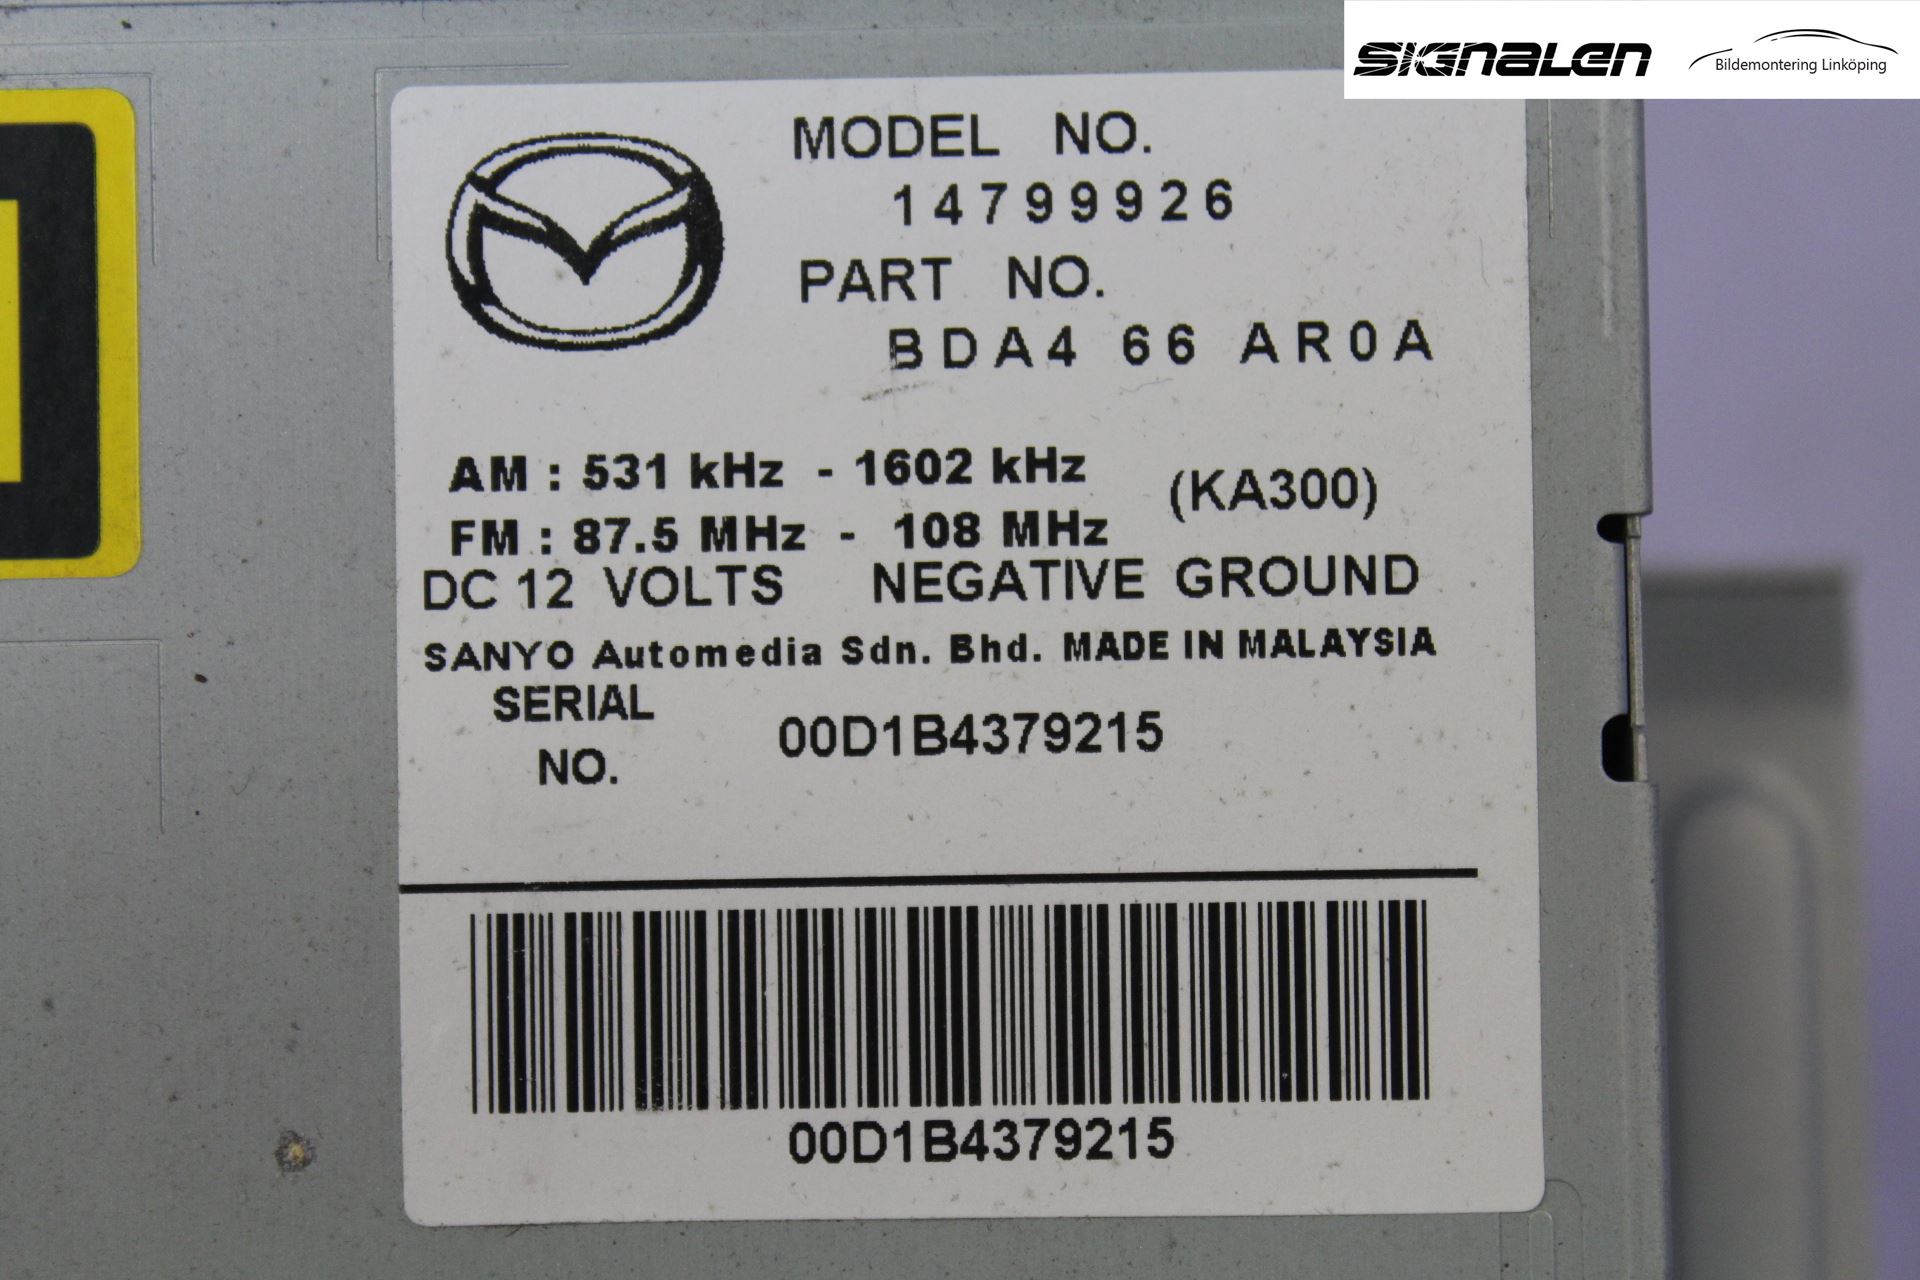 SIGNALEN
Bildemontering Linköping
MODEL NO.
14799926
PART NO.
BDA4 66 AR0A
AM : 531 kHz - 1602 kHz
(KA300)
FM : 87.5 MHz - 108 MHz
DC 12 VOLTS NEGATIVE GROUND
SANYO Automedia Sdn. Bhd. MADE IN MALAYSIA
SERIAL
NO.
00D1B4379215
00D1B4379215